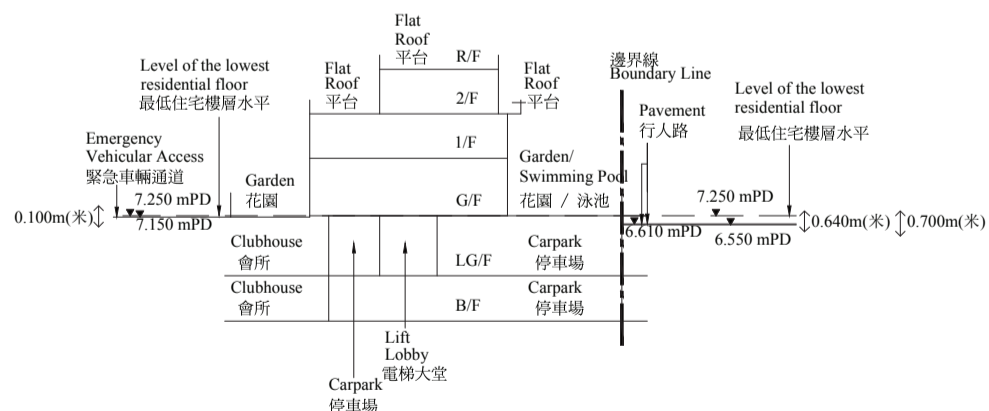 Flat
Roof
平台
R/F
Flat
Roof
平台
2/F
Flat
Roof
平台
1/F
G/F
LG/F
B/F
Level of the lowest
residential floor
最低住宅樓層水平
Emergency
Vehicular Access
緊急車輛通道
Garden
花園
7.250 mPD
7.150 mPD
0.100m(米)
Clubhouse
會所
Clubhouse
會所
Garden/
Swimming Pool
花園 / 泳池
Carpark
停車場
Carpark
停車場
Lift
Lobby
電梯大堂
Carpark
停車場
邊界線
Boundary Line
Pavement
行人路
Level of the lowest
residential floor
最低住宅樓層水平
7.250 mPD
6.610 mPD
6.550 mPD
0.640m(米)
0.700m(米)